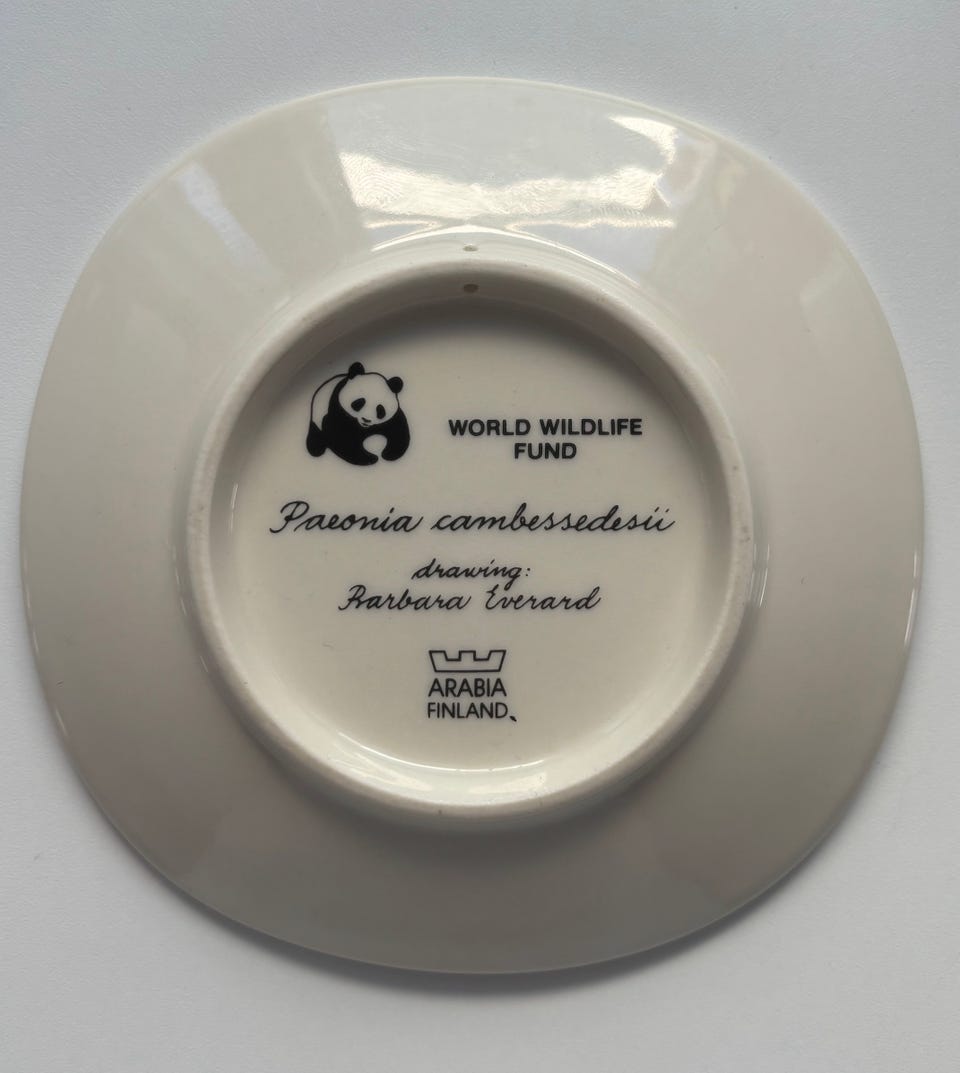 WORLD WILDLIFE
FUND
Paeonia cambessedesii
drawing:
Barbara Everard
ARABIA
FINLAND